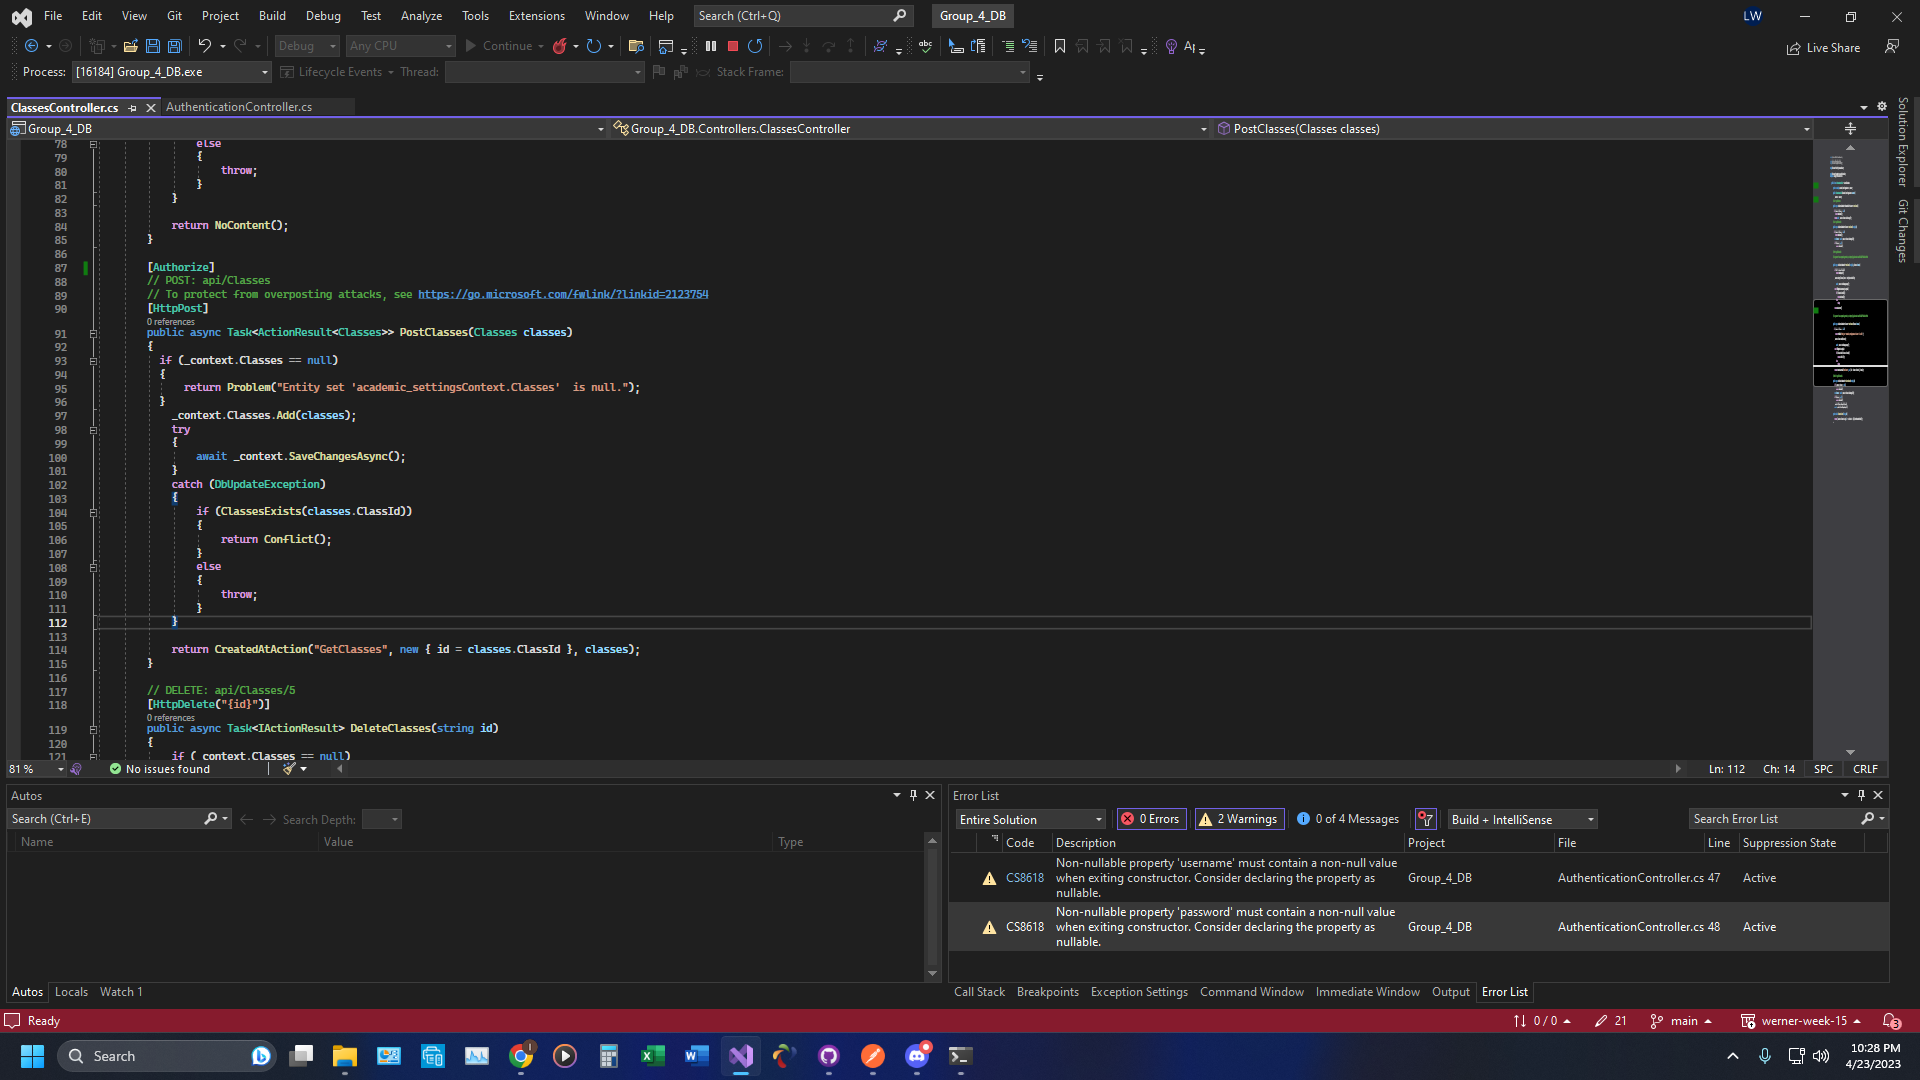 File Edit View Git Project Build Debug Test Analyze Tools Extensions Window Help Search (Ctrl+Q) Group_4_DB LW
Debug Any CPU Continue Live Share
Process: [16184] Group_4_DB.exe Lifecycle Events Thread: Stack Frame:
ClassesController.cs AuthenticationController.cs
Group_4_DB Group_4_DB.Controllers.ClassesController PostClasses(Classes classes)
Solution Explorer
Git Changes
78 else
79 {
80 throw;
81 }
82 }
83
84 return NoContent();
85 }
86
87 [Authorize]
88 // POST: api/Classes
89 // To protect from overposting attacks, see https://go.microsoft.com/fwlink/?linkid=2123754
90 [HttpPost]
0 references
91 public async Task<ActionResult<Classes>> PostClasses(Classes classes)
92 {
93 if (_context.Classes == null)
94 {
95 return Problem("Entity set 'academic_settingsContext.Classes'  is null.");
96 }
97 _context.Classes.Add(classes);
98 try
99 {
100 await _context.SaveChangesAsync();
101 }
102 catch (DbUpdateException)
103 {
104 if (ClassesExists(classes.ClassId))
105 {
106 return Conflict();
107 }
108 else
109 {
110 throw;
111 }
112 }
113
114 return CreatedAtAction("GetClasses", new { id = classes.ClassId }, classes);
115 }
116
117 // DELETE: api/Classes/5
118 [HttpDelete("{id}")]
0 references
119 public async Task<IActionResult> DeleteClasses(string id)
120 {
121 if (_context.Classes == null)
81 % No issues found Ln: 112 Ch: 14 SPC CRLF
Autos
Search (Ctrl+E) Search Depth:
Name Value Type
Autos Locals Watch 1
Error List
Entire Solution 0 Errors 2 Warnings 0 of 4 Messages Build + IntelliSense Search Error List
Code Description Project File Line Suppression State
CS8618 Non-nullable property 'username' must contain a non-null value when exiting constructor. Consider declaring the property as nullable. Group_4_DB AuthenticationController.cs 47 Active
CS8618 Non-nullable property 'password' must contain a non-null value when exiting constructor. Consider declaring the property as nullable. Group_4_DB AuthenticationController.cs 48 Active
Call Stack Breakpoints Exception Settings Command Window Immediate Window Output Error List
Ready 0 / 0 21 main werner-week-15 3
Search 10:28 PM
4/23/2023